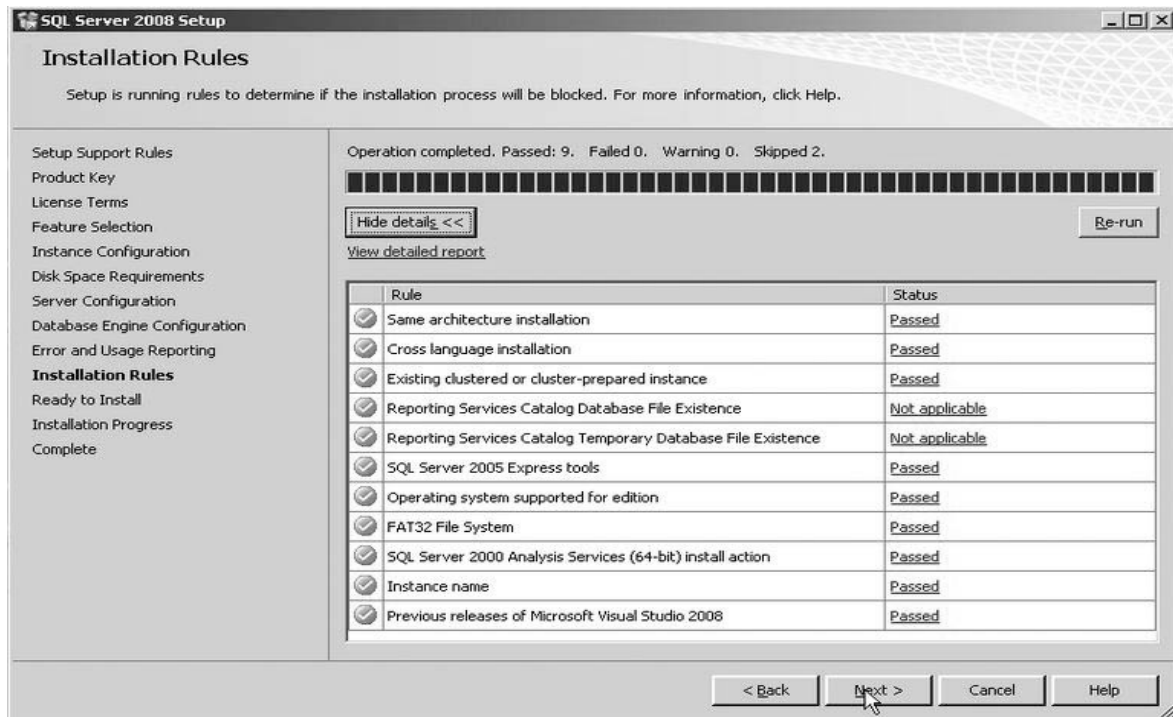 SQL Server 2008 Setup
Installation Rules
Setup is running rules to determine if the installation process will be blocked. For more information, click Help.
Setup Support Rules
Product Key
License Terms
Feature Selection
Instance Configuration
Disk Space Requirements
Server Configuration
Database Engine Configuration
Error and Usage Reporting
Installation Rules
Ready to Install
Installation Progress
Complete
Operation completed. Passed: 9. Failed 0. Warning 0. Skipped 2.
Hide details <<
Re-run
View detailed report
Rule Status
Same architecture installation Passed
Cross language installation Passed
Existing clustered or cluster-prepared instance Passed
Reporting Services Catalog Database File Existence Not applicable
Reporting Services Catalog Temporary Database File Existence Not applicable
SQL Server 2005 Express tools Passed
Operating system supported for edition Passed
FAT32 File System Passed
SQL Server 2000 Analysis Services (64-bit) install action Passed
Instance name Passed
Previous releases of Microsoft Visual Studio 2008 Passed
< Back Next > Cancel Help